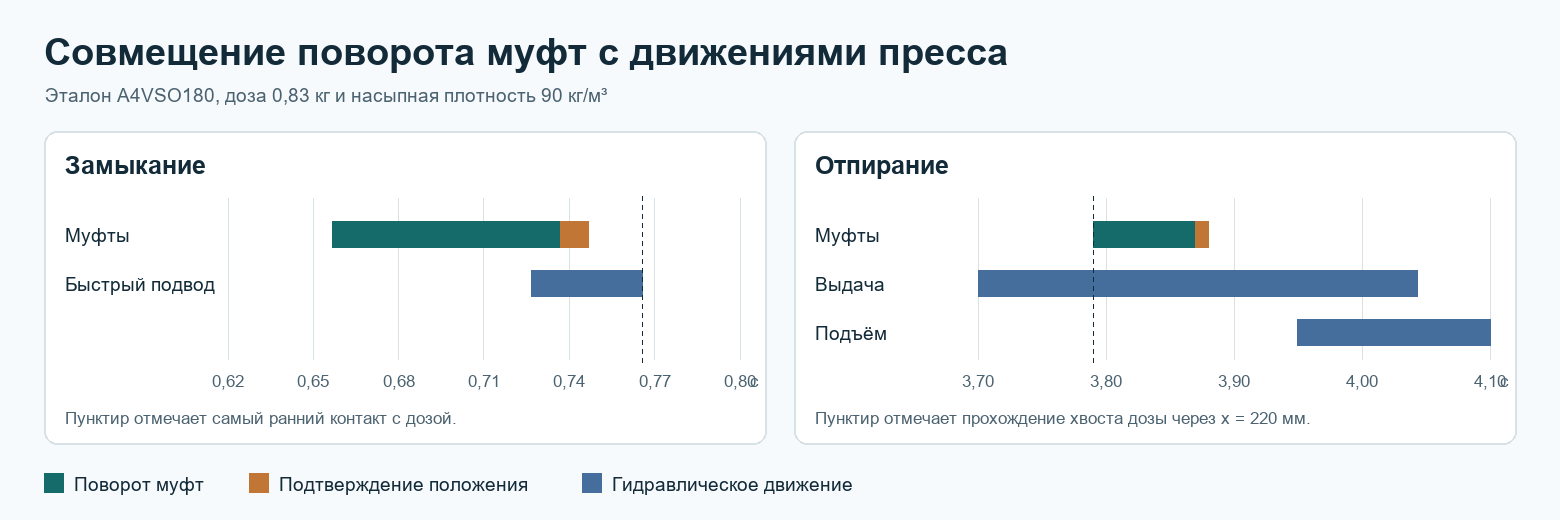 Совмещение поворота муфт с движениями пресса
Эталон A4VSO180, доза 0,83 кг и насыпная плотность 90 кг/м³
Замыкание
Муфты
Быстрый подвод
0,62 0,65 0,68 0,71 0,74 0,77 0,80 с
Пунктир отмечает самый ранний контакт с дозой.
Отпирание
Муфты
Выдача
Подъём
3,70 3,80 3,90 4,00 4,10 с
Пунктир отмечает прохождение хвоста дозы через x = 220 мм.
Поворот муфт Подтверждение положения Гидравлическое движение